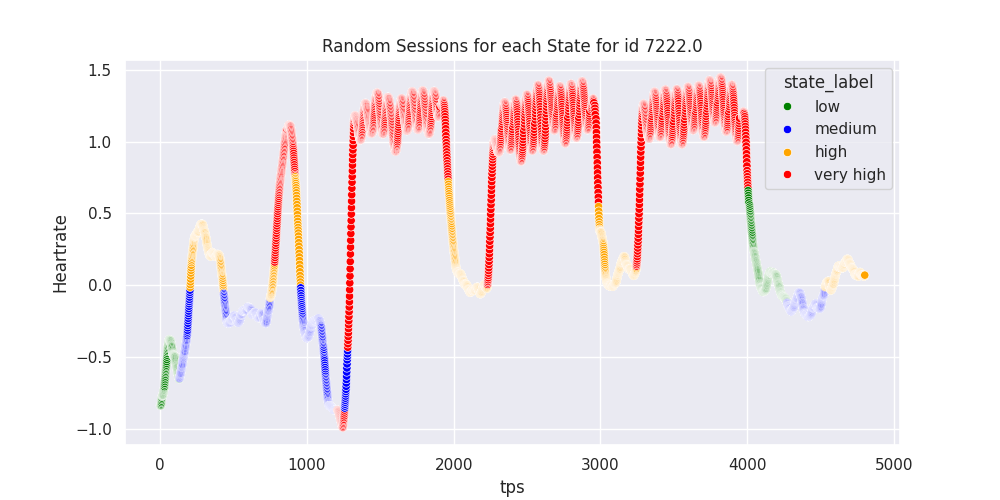 Random Sessions for each State for id 7222.0
Heartrate
1.5
1.0
0.5
0.0
−0.5
−1.0
0
1000
2000
3000
4000
5000
tps
state_label
low
medium
high
very high